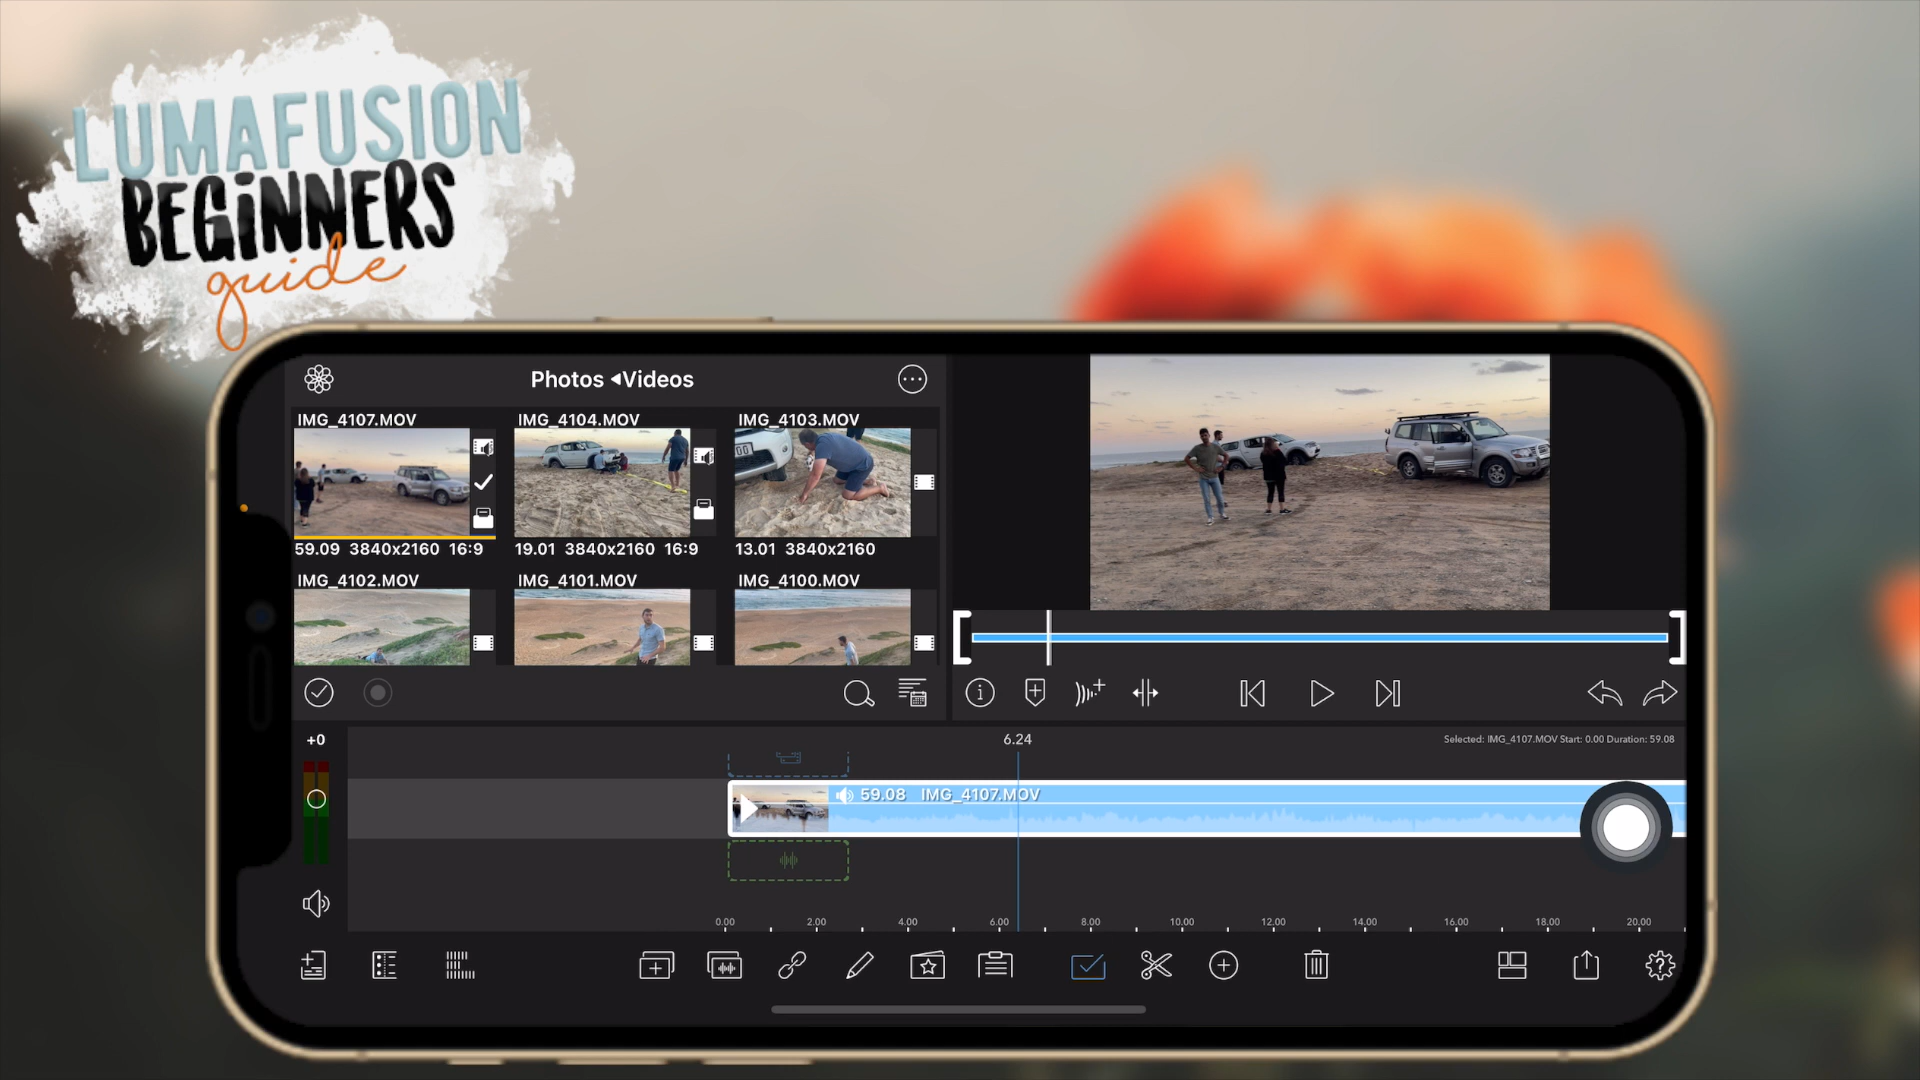 LUMAFUSION
BEGINNERS
guide
Photos ◂Videos
IMG_4107.MOV
IMG_4104.MOV
IMG_4103.MOV
59.09 3840x2160 16:9
19.01 3840x2160 16:9
13.01 3840x2160
IMG_4102.MOV
IMG_4101.MOV
IMG_4100.MOV
+0
6.24
Selected: IMG_4107.MOV Start: 0.00 Duration: 59.08
59.08 IMG_4107.MOV
0.00 2.00 4.00 6.00 8.00 10.00 12.00 14.00 16.00 18.00 20.00